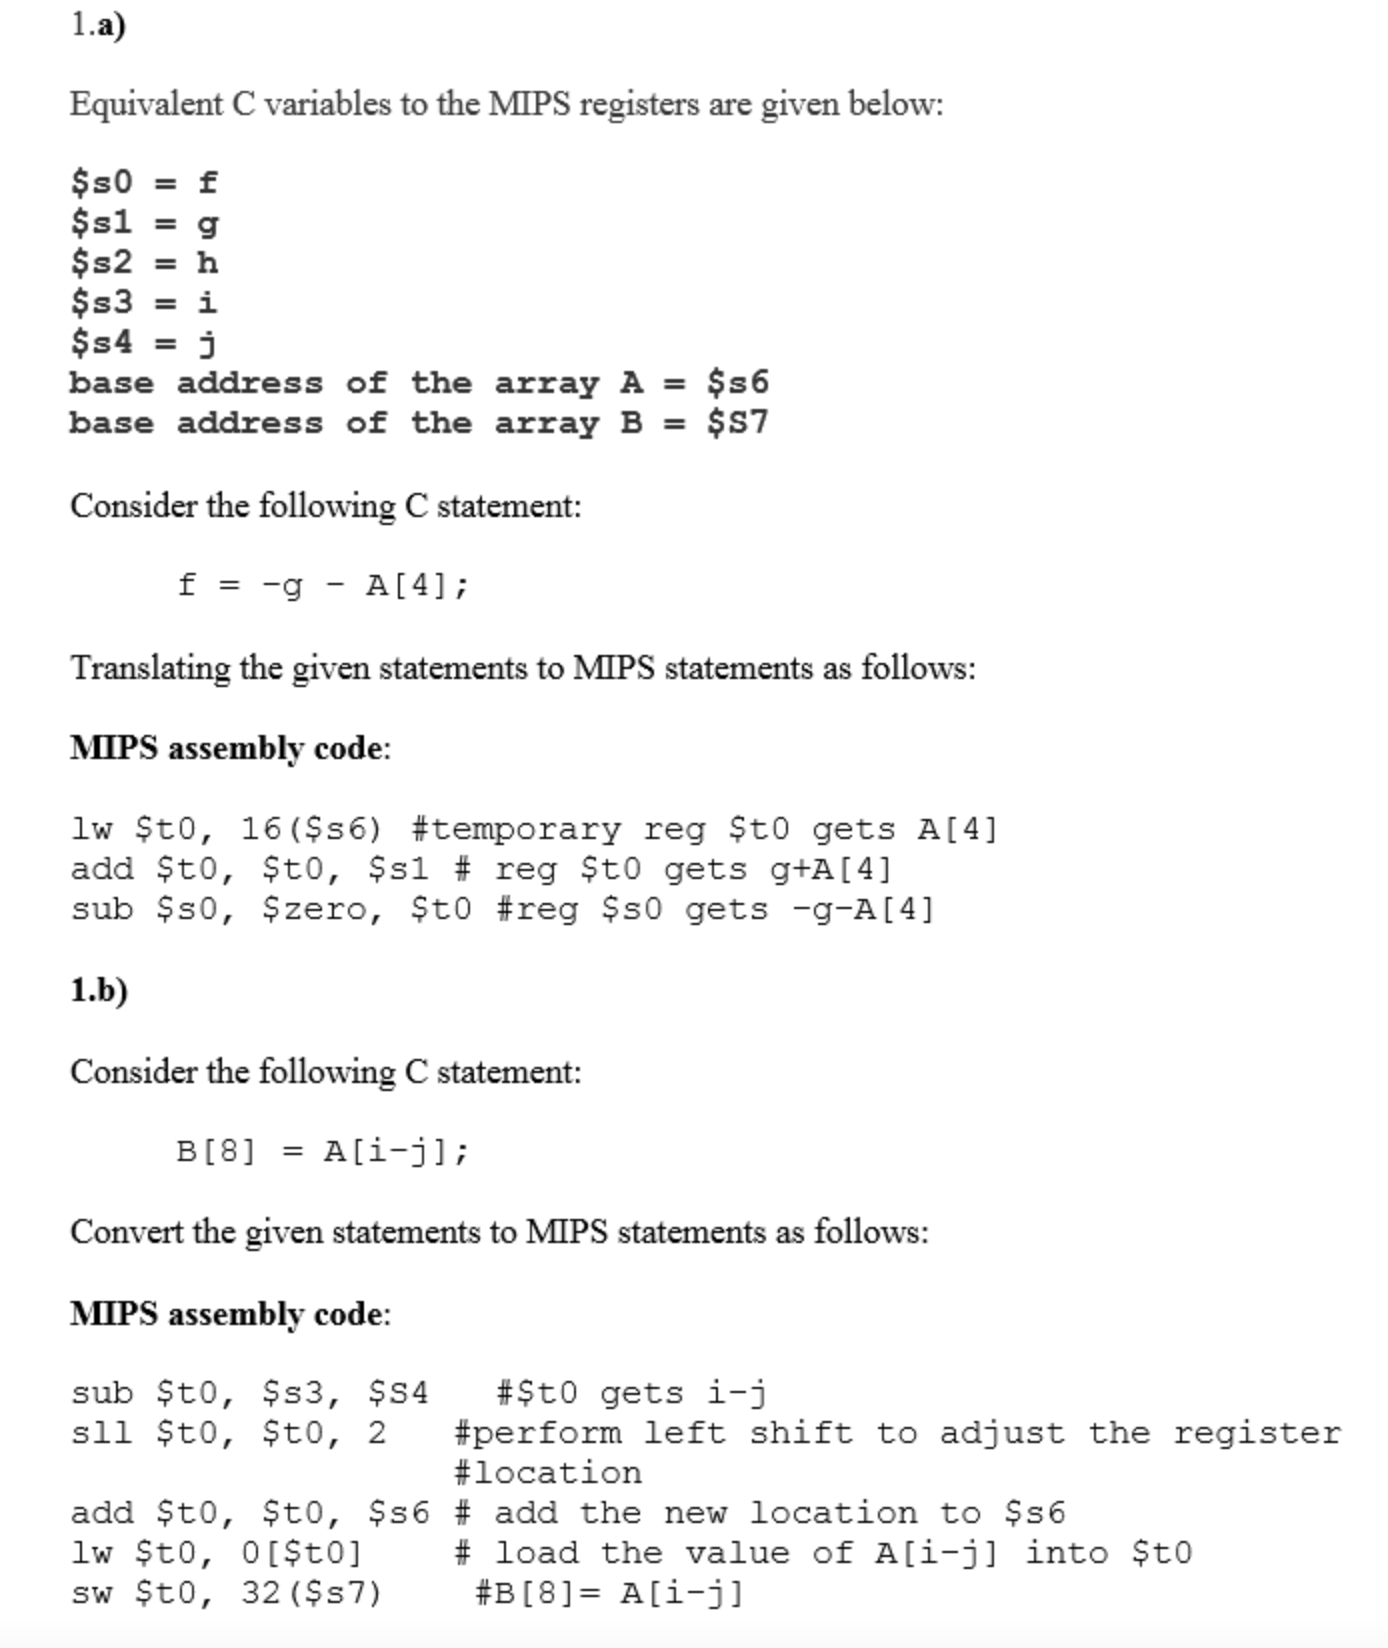 1.a)
Equivalent C variables to the MIPS registers are given below:
$s0 = f
$s1 = g
$s2 = h
$s3 = i
$s4 = j
base address of the array A = $s6
base address of the array B = $S7
Consider the following C statement:
f = -g - A[4];
Translating the given statements to MIPS statements as follows:
MIPS assembly code:
lw $t0, 16($s6) #temporary reg $t0 gets A[4]
add $t0, $t0, $s1 # reg $t0 gets g+A[4]
sub $s0, $zero, $t0 #reg $s0 gets -g-A[4]
1.b)
Consider the following C statement:
B[8] = A[i-j];
Convert the given statements to MIPS statements as follows:
MIPS assembly code:
sub $t0, $s3, $S4 #$t0 gets i-j
sll $t0, $t0, 2 #perform left shift to adjust the register
#location
add $t0, $t0, $s6 # add the new location to $s6
lw $t0, 0[$t0] # load the value of A[i-j] into $t0
sw $t0, 32($s7) #B[8]= A[i-j]